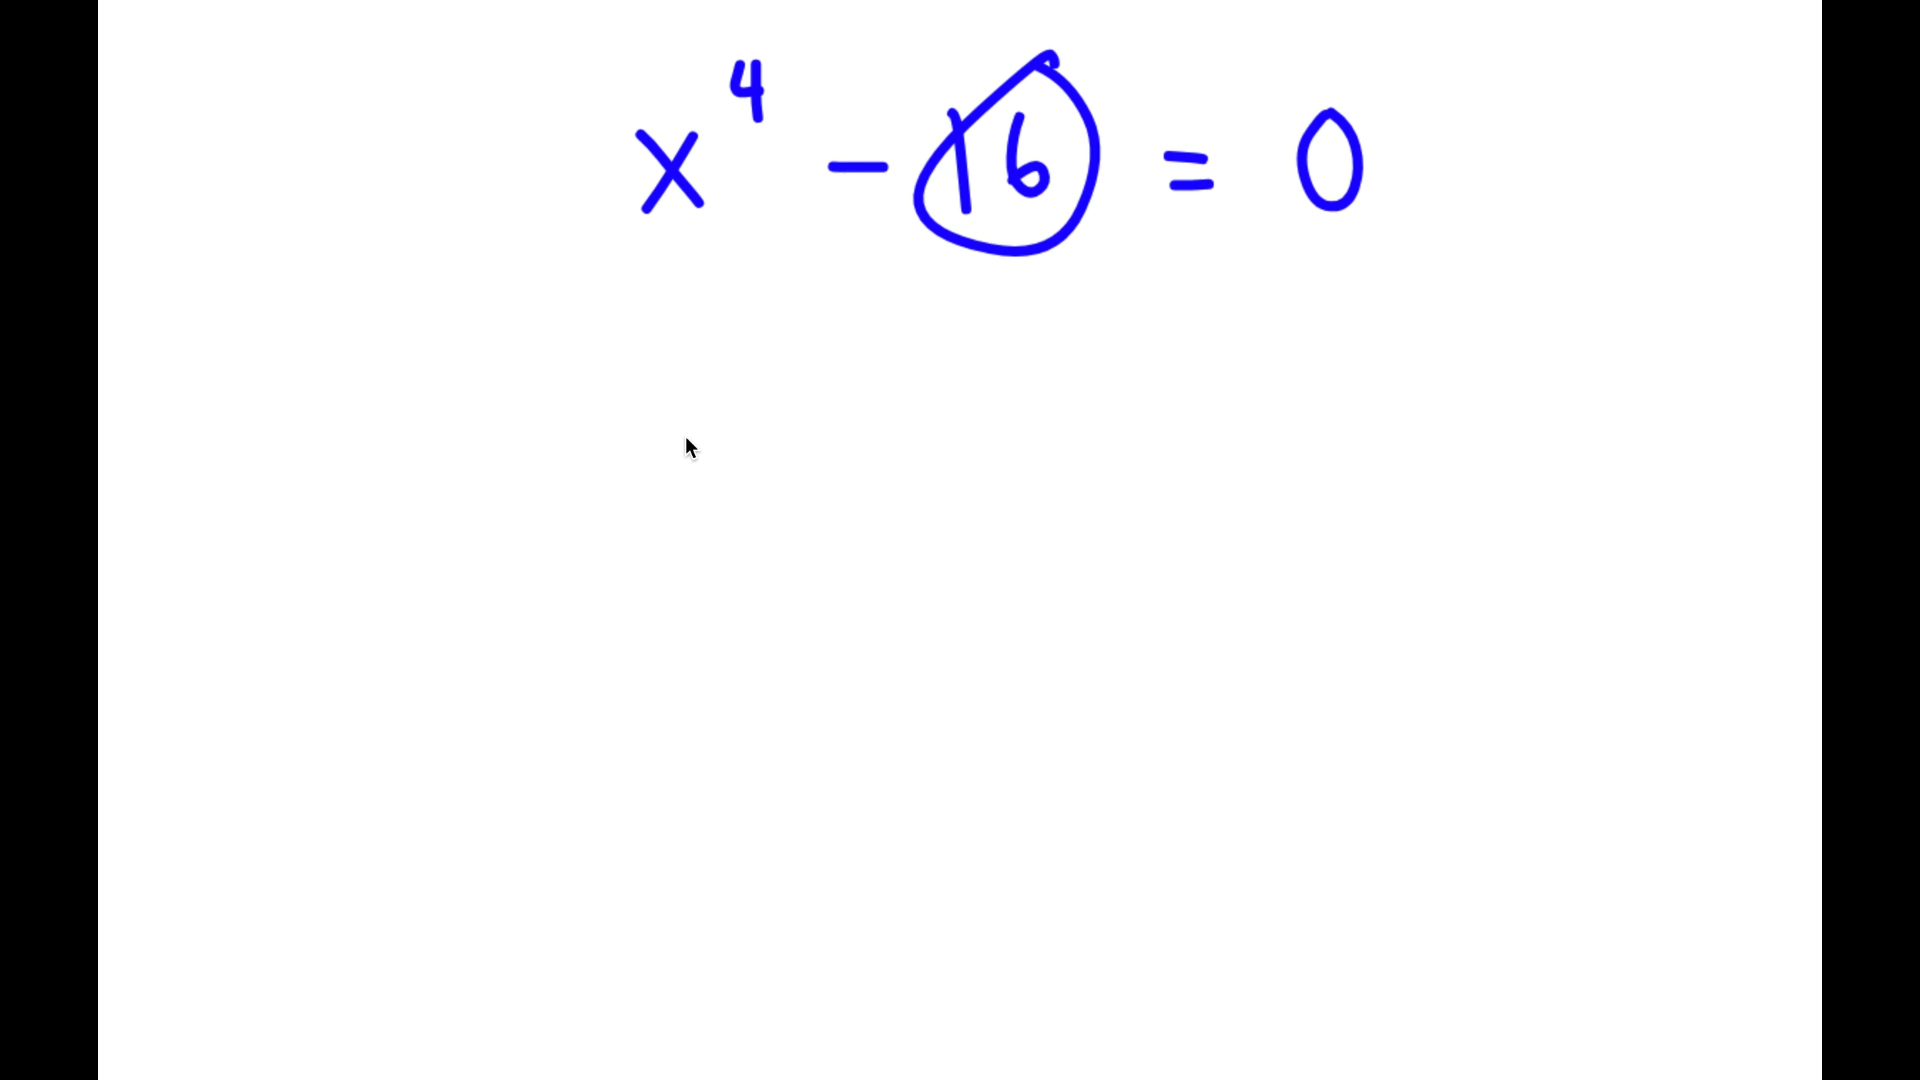 x⁴ - 16 = 0